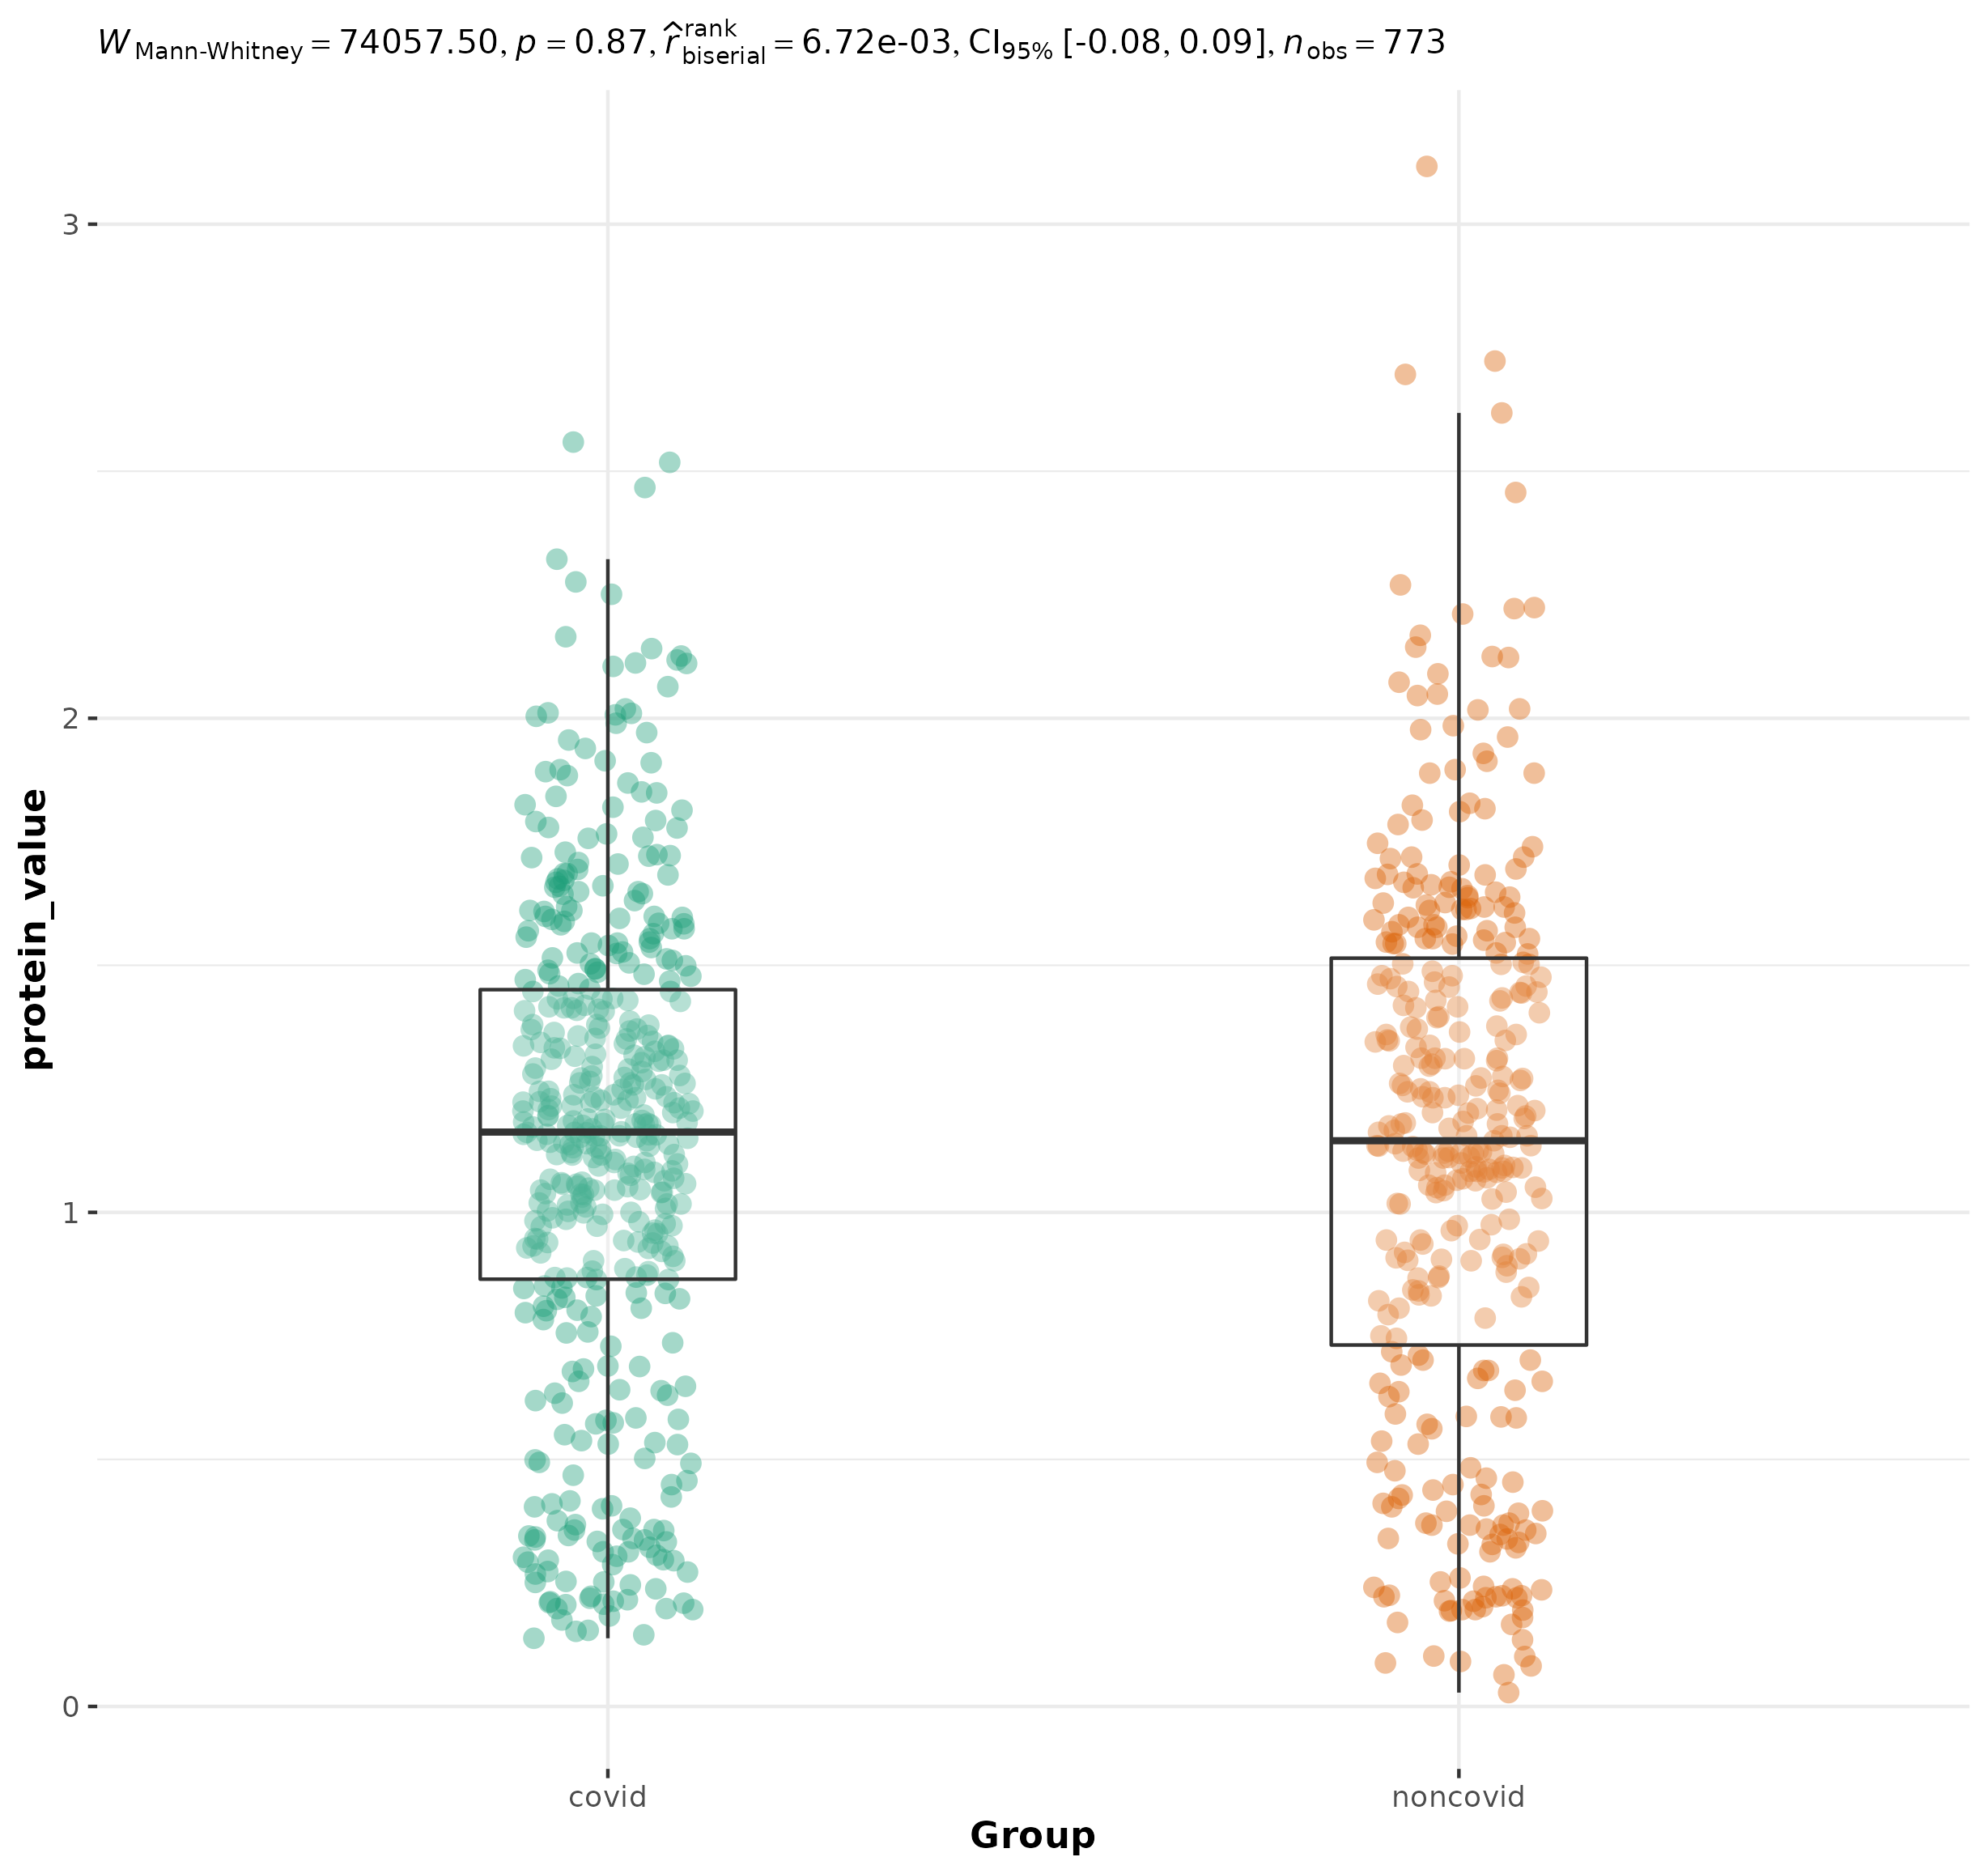 W Mann-Whitney = 74057.50, p = 0.87, r̂ rank biserial = 6.72e-03, CI95% [-0.08, 0.09], nobs = 773
3
2
1
0
protein_value
covid noncovid
Group